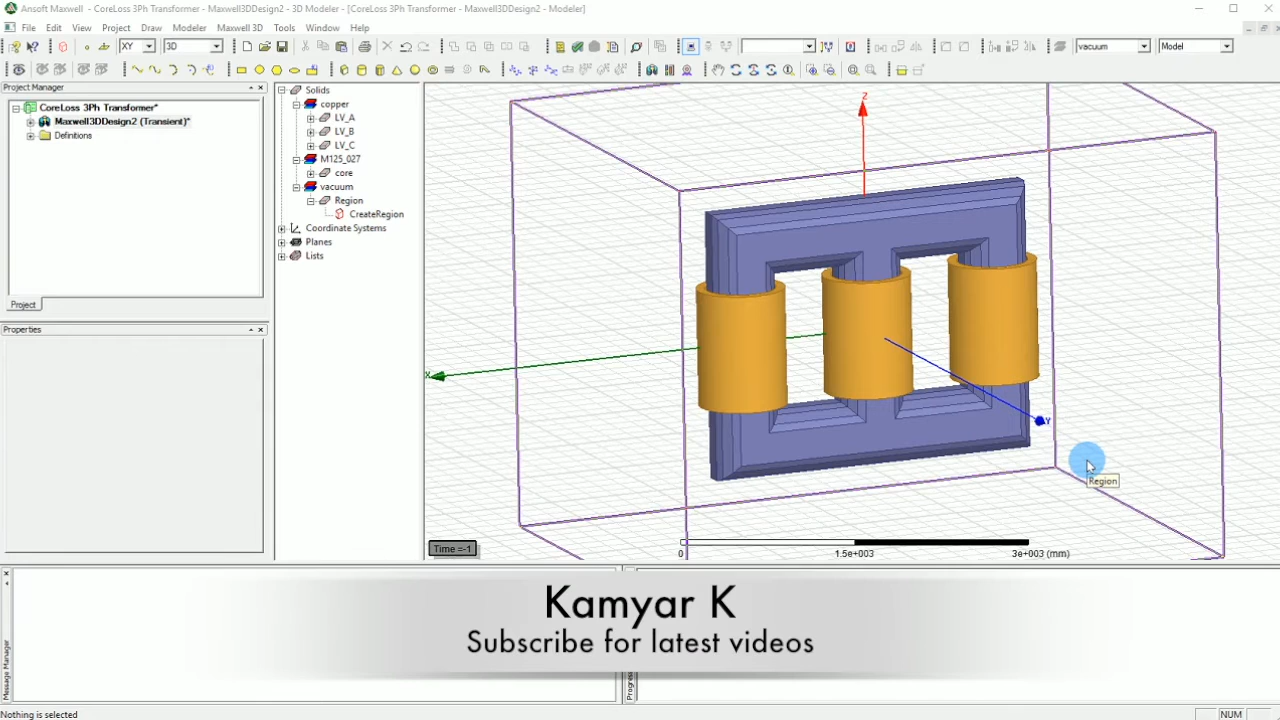 Ansoft Maxwell - CoreLoss 3Ph Transformer - Maxwell3DDesign2 - 3D Modeler - [CoreLoss 3Ph Transformer - Maxwell3DDesign2 - Modeler]
File Edit View Project Draw Modeler Maxwell 3D Tools Window Help
XY 3D vacuum Model
Project Manager
CoreLoss 3Ph Transformer*
Maxwell3DDesign2 (Transient)*
Definitions
Project
Properties
Solids
copper
LV_A
LV_B
LV_C
M125_027
core
vacuum
Region
CreateRegion
Coordinate Systems
Planes
Lists
Z
X
Y
Region
Time =-1
0 1.5e+003 3e+003 (mm)
Kamyar K
Subscribe for latest videos
Message Manager
Progres
Nothing is selected
NUM